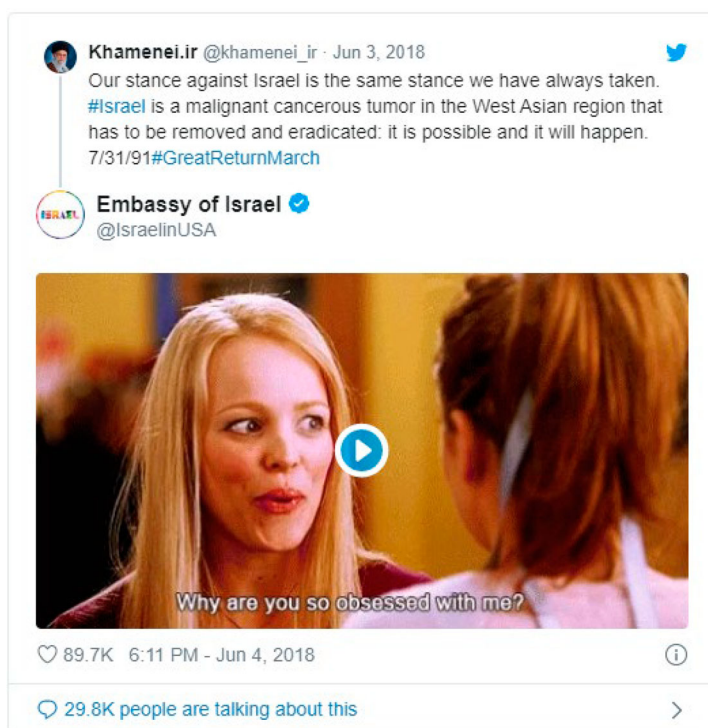 Khamenei.ir @khamenei_ir · Jun 3, 2018
Our stance against Israel is the same stance we have always taken.
#Israel is a malignant cancerous tumor in the West Asian region that
has to be removed and eradicated: it is possible and it will happen.
7/31/91#GreatReturnMarch
ISRAEL
Embassy of Israel
@IsraelinUSA
Why are you so obsessed with me?
89.7K 6:11 PM - Jun 4, 2018
29.8K people are talking about this